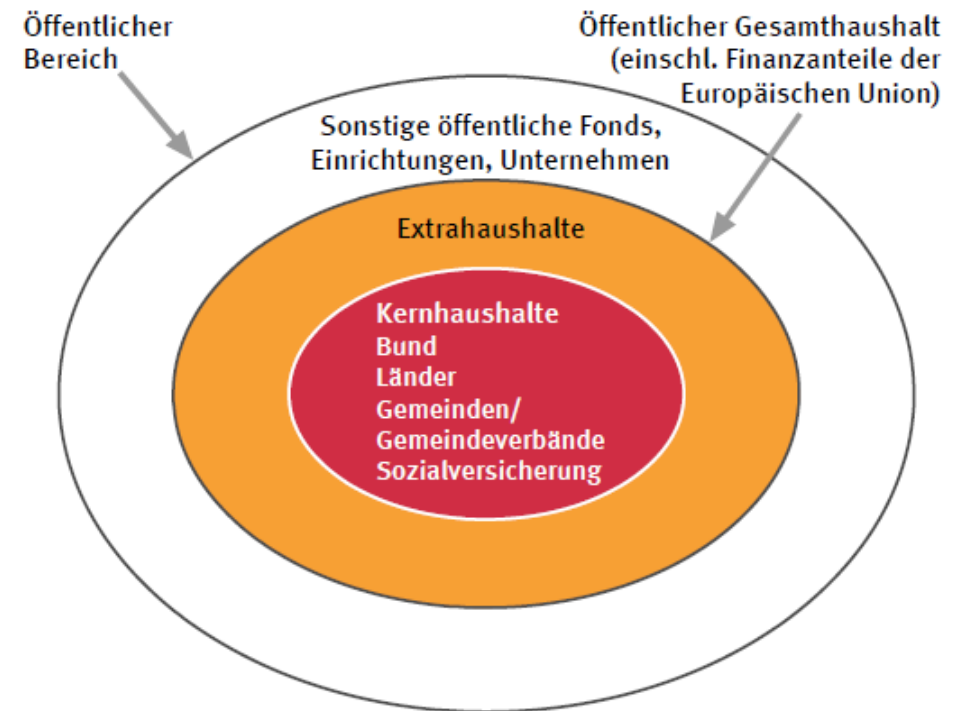 Öffentlicher
Bereich
Öffentlicher Gesamthaushalt
(einschl. Finanzanteile der
Europäischen Union)
Sonstige öffentliche Fonds,
Einrichtungen, Unternehmen
Extrahaushalte
Kernhaushalte
Bund
Länder
Gemeinden/
Gemeindeverbände
Sozialversicherung